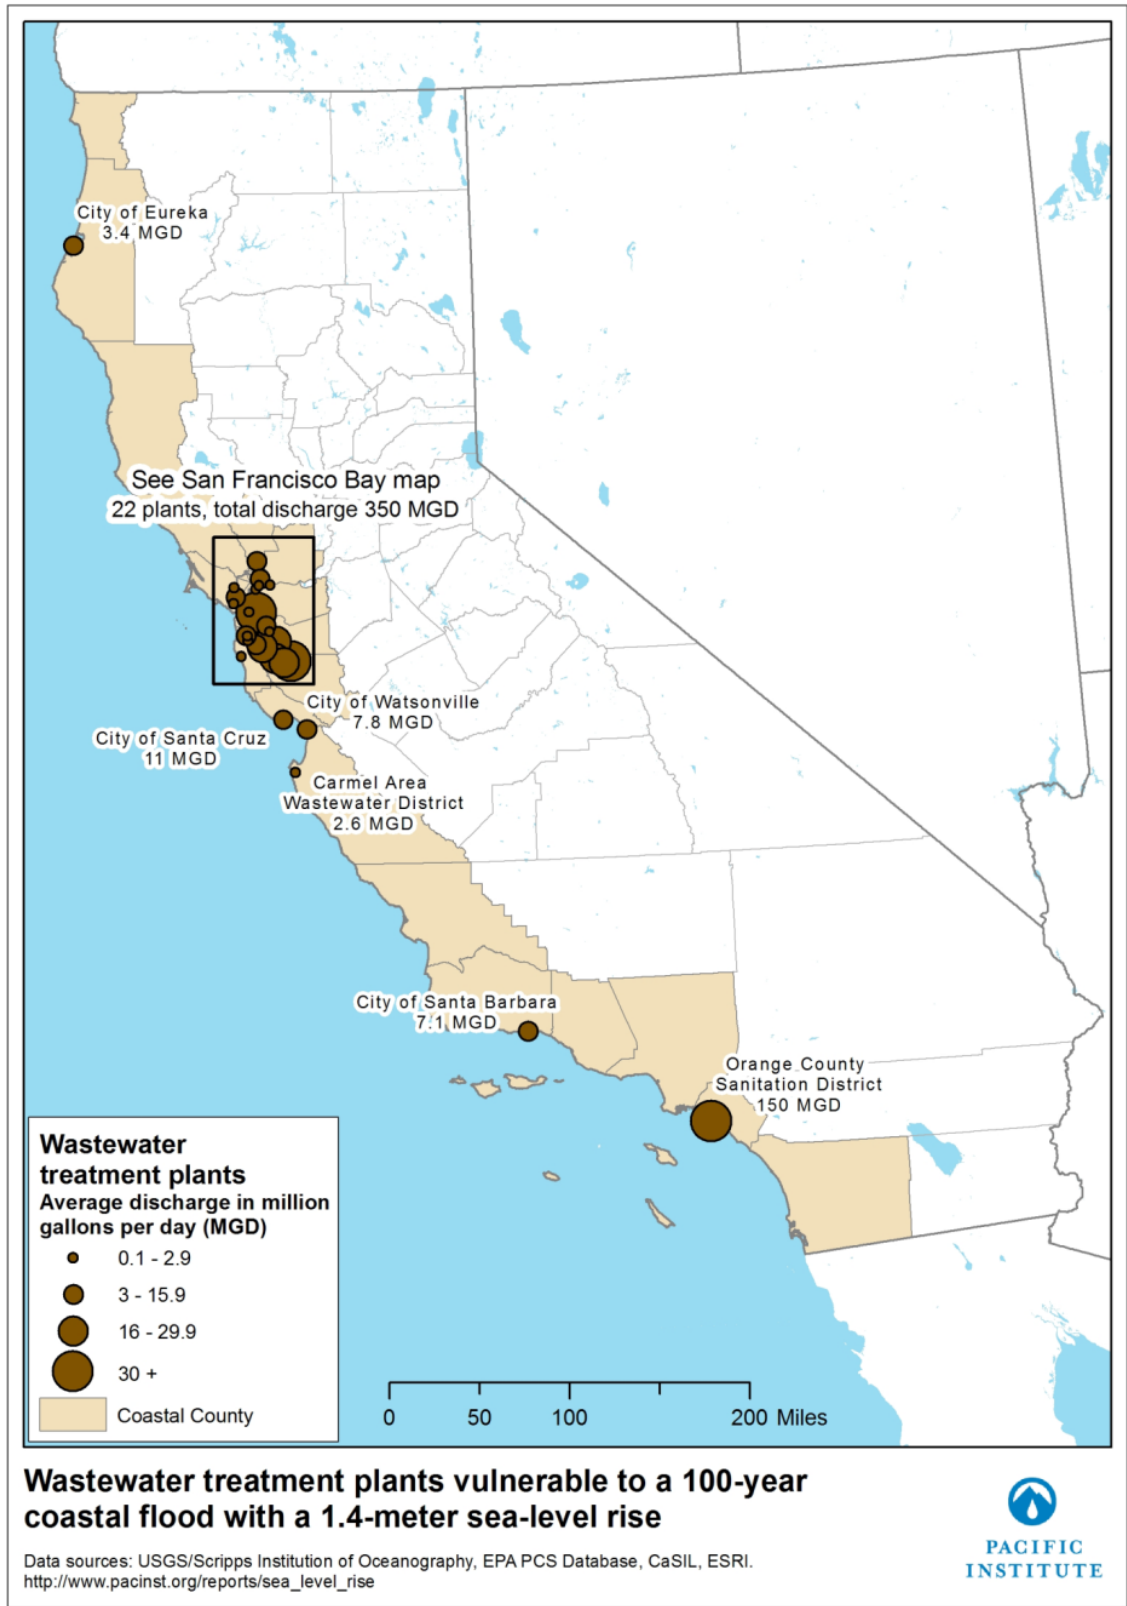 City of Eureka
3.4 MGD
See San Francisco Bay map
22 plants, total discharge 350 MGD
City of Watsonville
7.8 MGD
City of Santa Cruz
11 MGD
Carmel Area
Wastewater District
2.6 MGD
City of Santa Barbara
7.1 MGD
Orange County
Sanitation District
150 MGD
Wastewater
treatment plants
Average discharge in million
gallons per day (MGD)
0.1 - 2.9
3 - 15.9
16 - 29.9
30 +
Coastal County
0 50 100 200 Miles
Wastewater treatment plants vulnerable to a 100-year
coastal flood with a 1.4-meter sea-level rise
Data sources: USGS/Scripps Institution of Oceanography, EPA PCS Database, CaSIL, ESRI.
http://www.pacinst.org/reports/sea_level_rise
PACIFIC
INSTITUTE